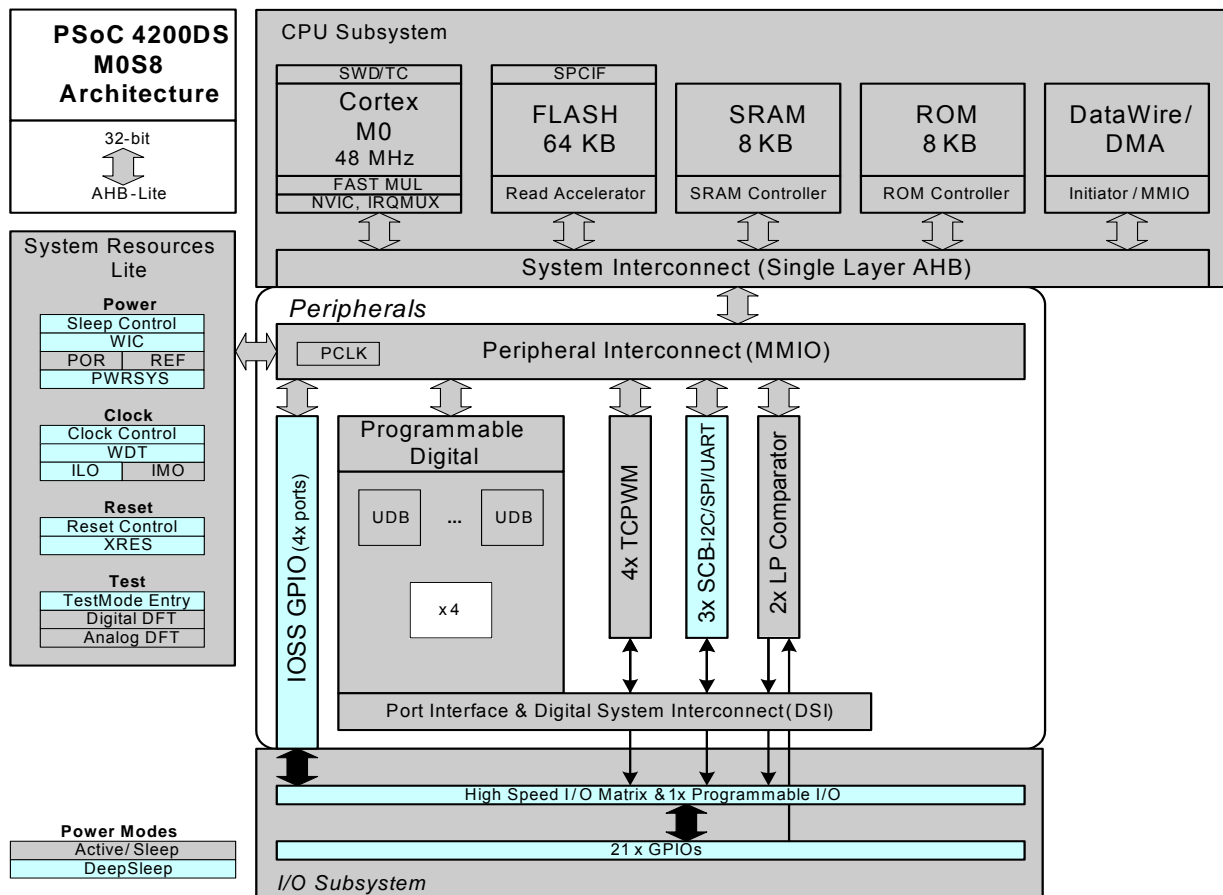 PSoC 4200DS
M0S8
Architecture
32-bit
AHB-Lite
CPU Subsystem
SWD/TC
Cortex
M0
48 MHz
FAST MUL
NVIC, IRQMUX
SPCIF
FLASH
64 KB
Read Accelerator
SRAM
8 KB
SRAM Controller
ROM
8 KB
ROM Controller
DataWire/
DMA
Initiator / MMIO
System Interconnect (Single Layer AHB)
System Resources
Lite
Power
Sleep Control
WIC
POR REF
PWRSYS
Clock
Clock Control
WDT
ILO IMO
Reset
Reset Control
XRES
Test
TestMode Entry
Digital DFT
Analog DFT
Peripherals
PCLK
Peripheral Interconnect (MMIO)
IOSS GPIO (4x ports)
Programmable
Digital
UDB ... UDB
x 4
4x TCPWM
3x SCB-I2C/SPI/UART
2x LP Comparator
Port Interface & Digital System Interconnect (DSI)
High Speed I/O Matrix & 1x Programmable I/O
21 x GPIOs
I/O Subsystem
Power Modes
Active/Sleep
DeepSleep